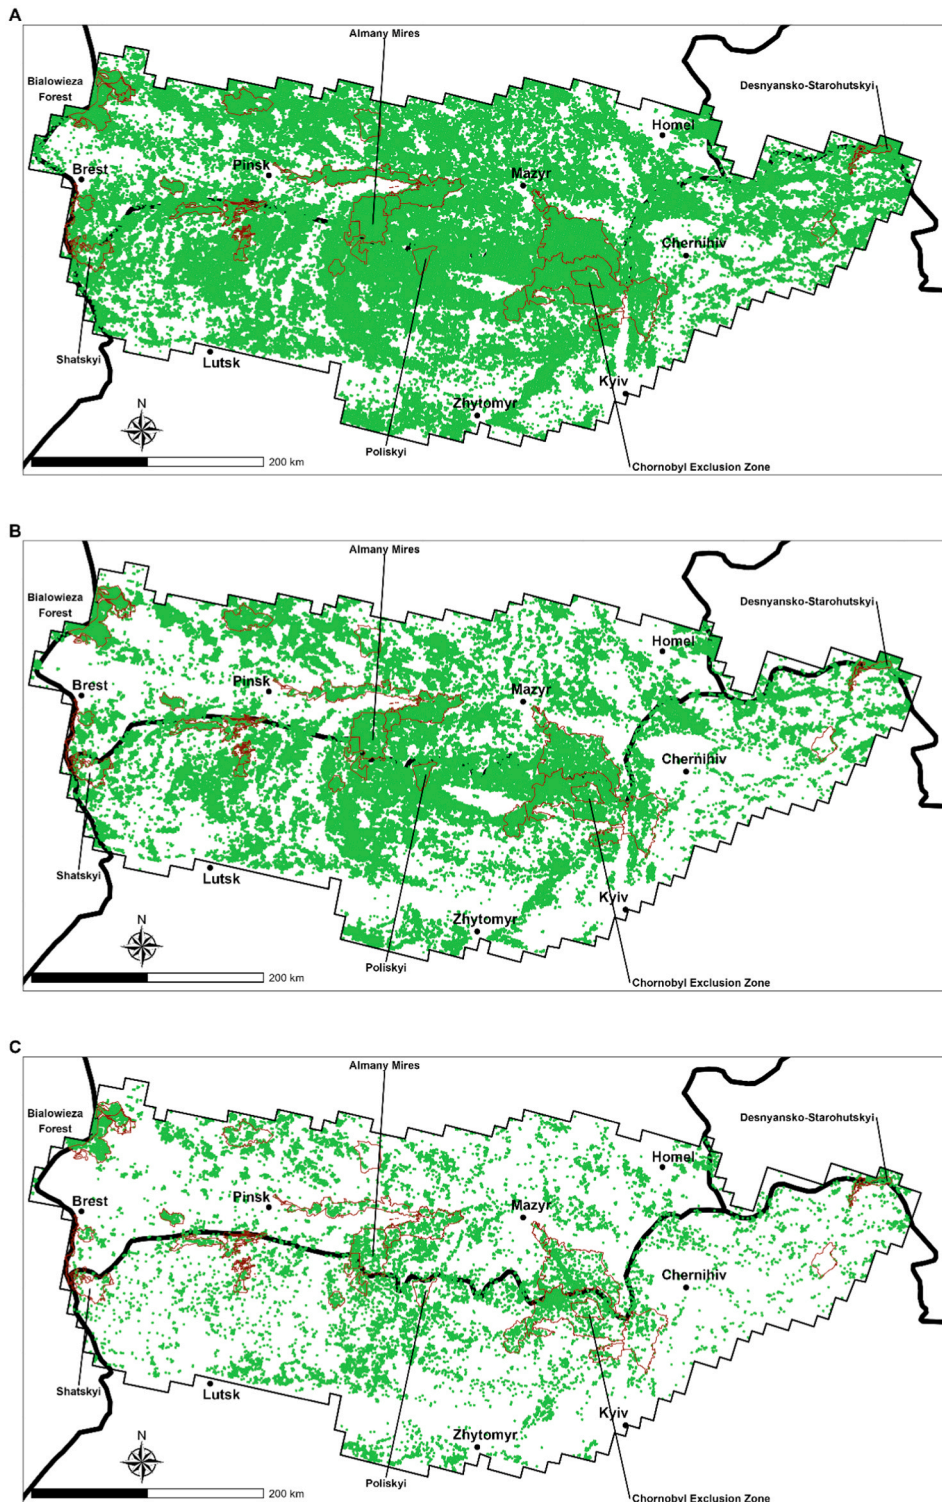 A
Almany Mires
Bialowieza
Forest
Desnyansko-Starohutskyi
Homel
Brest
Pinsk
Mazyr
Chernihiv
Shatskyi
Lutsk
Kyiv
N
Zhytomyr
Poliskyi
200 km
Chornobyl Exclusion Zone
B
Almany Mires
Bialowieza
Forest
Desnyansko-Starohutskyi
Homel
Brest
Pinsk
Mazyr
Chernihiv
Shatskyi
Lutsk
Kyiv
N
Zhytomyr
Poliskyi
200 km
Chornobyl Exclusion Zone
C
Almany Mires
Bialowieza
Forest
Desnyansko-Starohutskyi
Homel
Brest
Pinsk
Mazyr
Chernihiv
Shatskyi
Lutsk
Kyiv
N
Zhytomyr
Poliskyi
200 km
Chornobyl Exclusion Zone